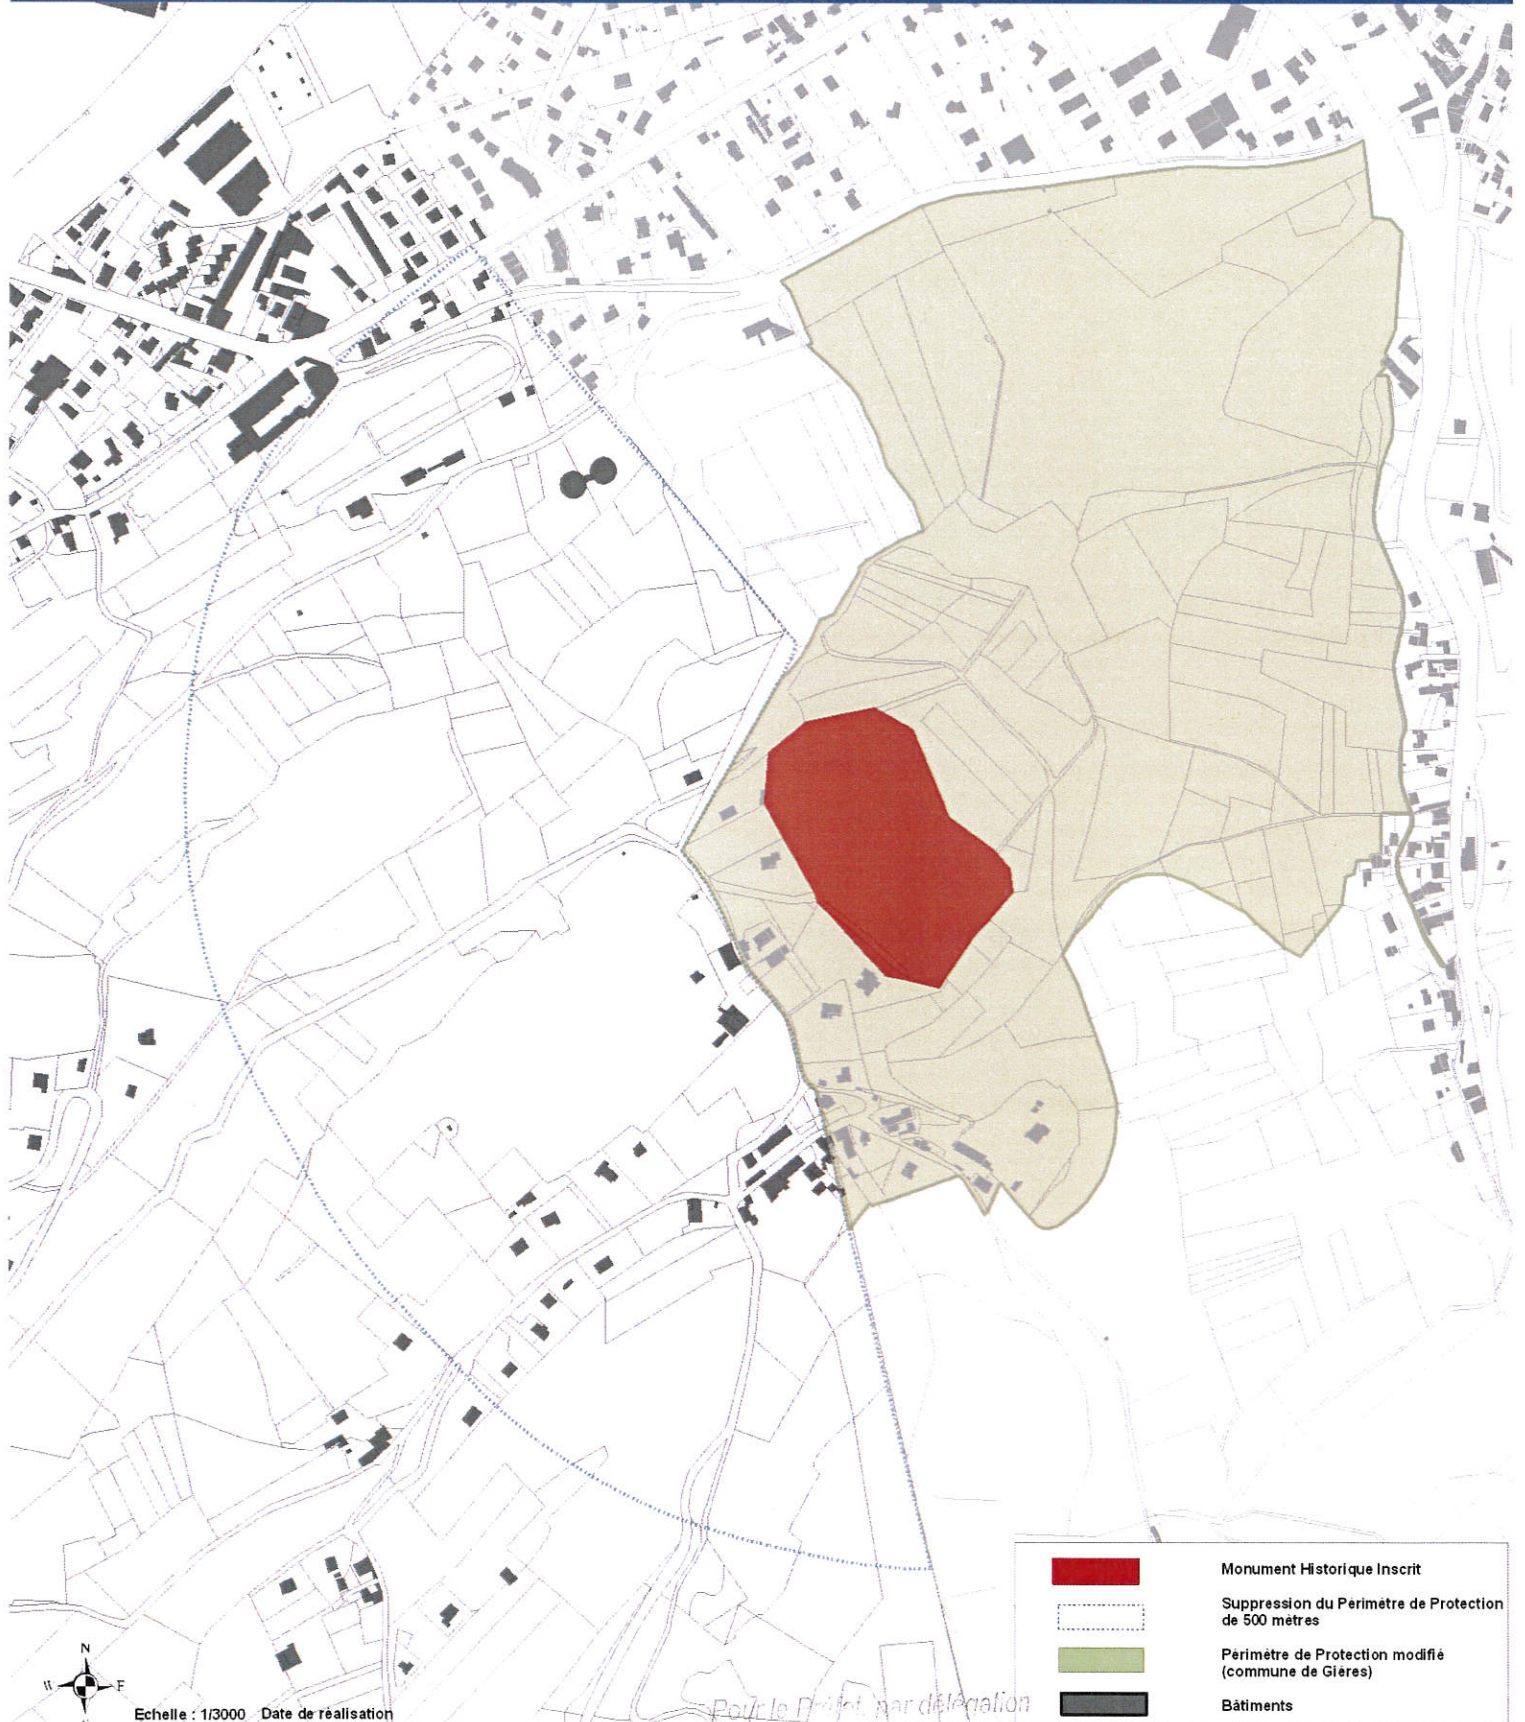 Monument Historique Inscrit
Suppression du Périmètre de Protection
de 500 mètres
Périmètre de Protection modifié
(commune de Gières)
Bâtiments
N
W
Echelle : 1/3000 Date de réalisation
Pour le Préfet, par délégation